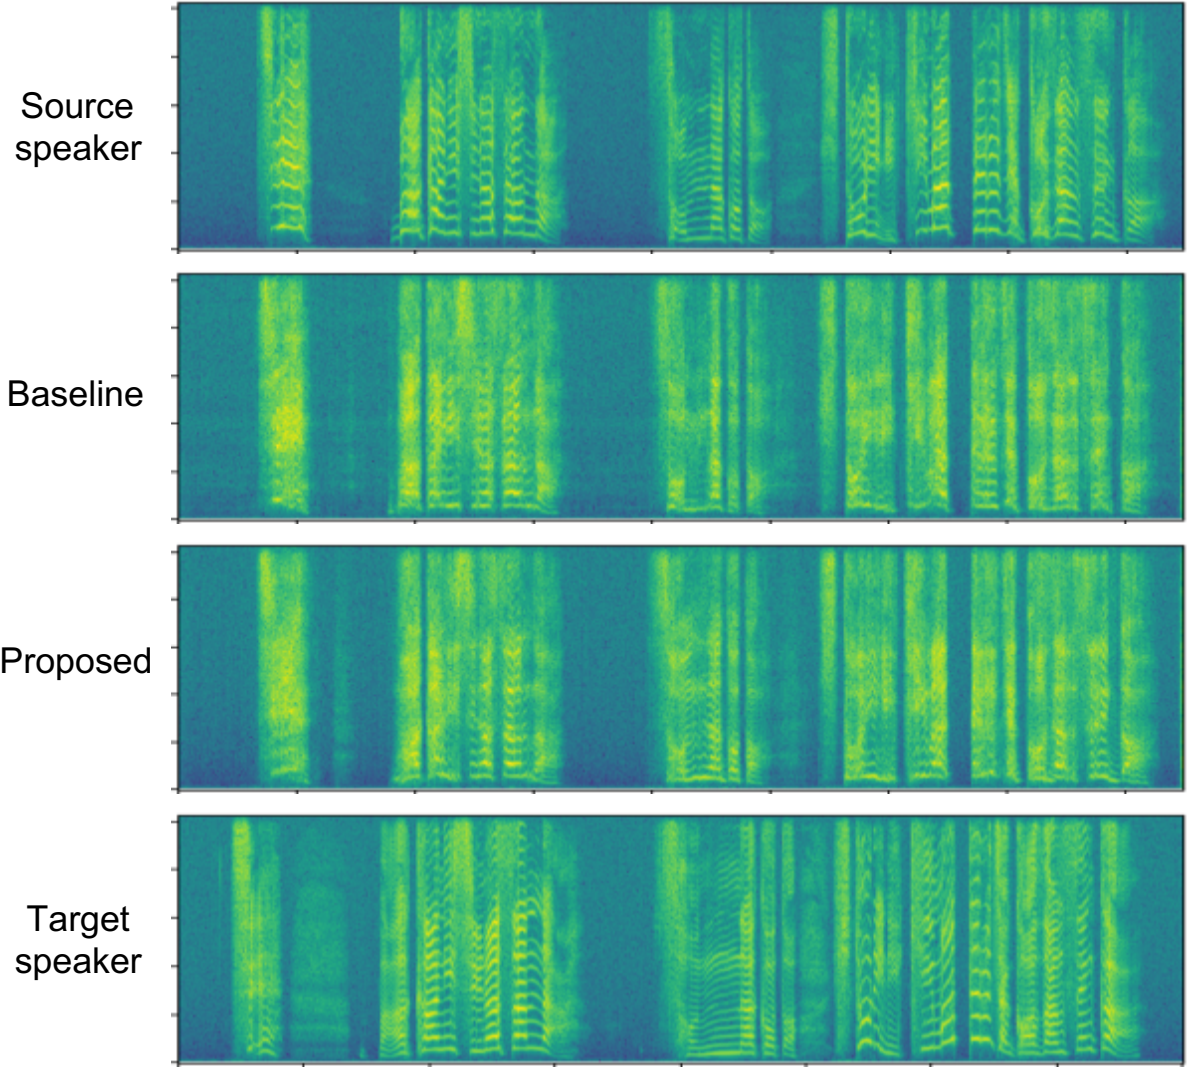 Source
speaker
Baseline
Proposed
Target
speaker